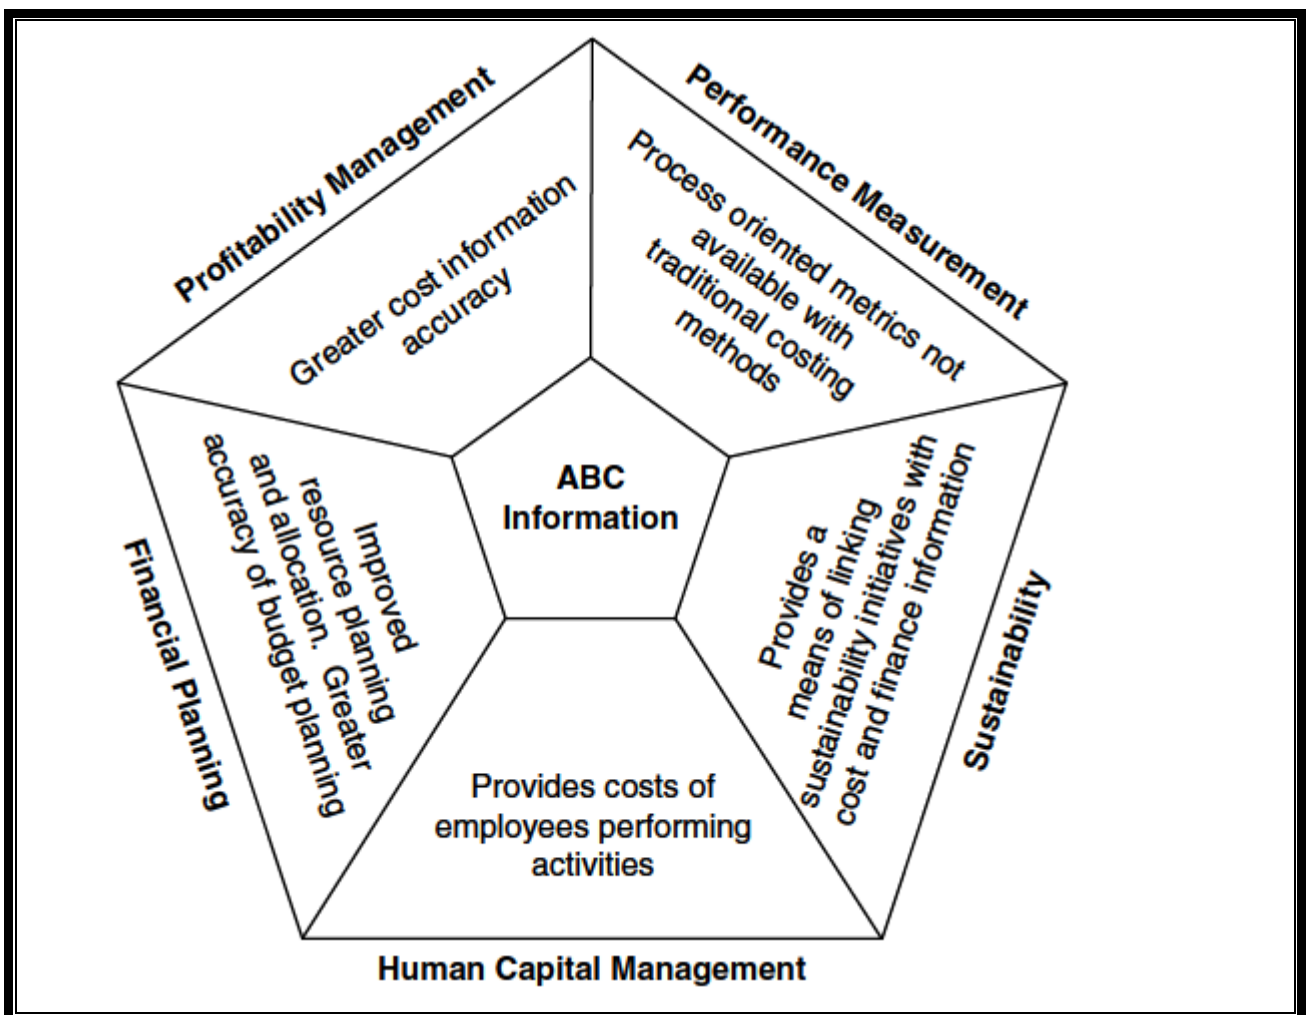 Profitability Management
Greater cost information
accuracy
Performance Measurement
Process oriented metrics not
available with
traditional costing
methods
ABC
Information
Financial Planning
Improved
resource planning
and allocation. Greater
accuracy of budget planning
Provides a
means of linking
sustainability initiatives with
cost and finance information
Sustainability
Provides costs of
employees performing
activities
Human Capital Management